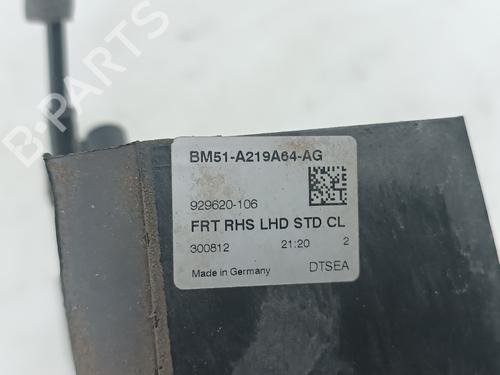 BM51-A219A64-AG
929620-106
FRT RHS LHD STD CL
300812 21:20 2
Made in Germany DTSEA
B-PARTS